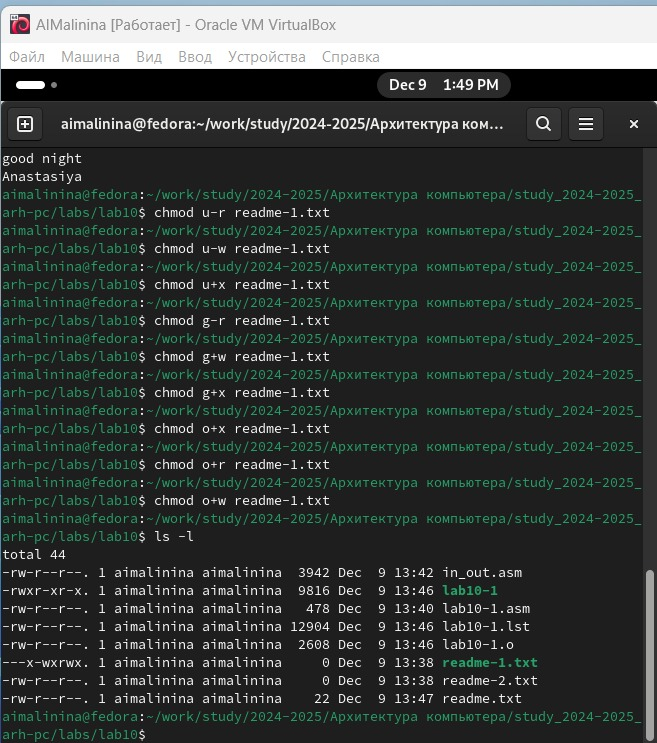 AIMalinina [Работает] - Oracle VM VirtualBox
Файл Машина Вид Ввод Устройства Справка
Dec 9 1:49 PM
aimalinina@fedora:~/work/study/2024-2025/Архитектура ком...
good night
Anastasiya
aimalinina@fedora:~/work/study/2024-2025/Архитектура компьютера/study_2024-2025_
arh-pc/labs/lab10$ chmod u-r readme-1.txt
aimalinina@fedora:~/work/study/2024-2025/Архитектура компьютера/study_2024-2025_
arh-pc/labs/lab10$ chmod u-w readme-1.txt
aimalinina@fedora:~/work/study/2024-2025/Архитектура компьютера/study_2024-2025_
arh-pc/labs/lab10$ chmod u+x readme-1.txt
aimalinina@fedora:~/work/study/2024-2025/Архитектура компьютера/study_2024-2025_
arh-pc/labs/lab10$ chmod g-r readme-1.txt
aimalinina@fedora:~/work/study/2024-2025/Архитектура компьютера/study_2024-2025_
arh-pc/labs/lab10$ chmod g+w readme-1.txt
aimalinina@fedora:~/work/study/2024-2025/Архитектура компьютера/study_2024-2025_
arh-pc/labs/lab10$ chmod g+x readme-1.txt
aimalinina@fedora:~/work/study/2024-2025/Архитектура компьютера/study_2024-2025_
arh-pc/labs/lab10$ chmod o+x readme-1.txt
aimalinina@fedora:~/work/study/2024-2025/Архитектура компьютера/study_2024-2025_
arh-pc/labs/lab10$ chmod o+r readme-1.txt
aimalinina@fedora:~/work/study/2024-2025/Архитектура компьютера/study_2024-2025_
arh-pc/labs/lab10$ chmod o+w readme-1.txt
aimalinina@fedora:~/work/study/2024-2025/Архитектура компьютера/study_2024-2025_
arh-pc/labs/lab10$ ls -l
total 44
-rw-r--r--. 1 aimalinina aimalinina  3942 Dec  9 13:42 in_out.asm
-rwxr-xr-x. 1 aimalinina aimalinina  9816 Dec  9 13:46 lab10-1
-rw-r--r--. 1 aimalinina aimalinina   478 Dec  9 13:40 lab10-1.asm
-rw-r--r--. 1 aimalinina aimalinina 12904 Dec  9 13:46 lab10-1.lst
-rw-r--r--. 1 aimalinina aimalinina  2608 Dec  9 13:46 lab10-1.o
---x-wxrwx. 1 aimalinina aimalinina     0 Dec  9 13:38 readme-1.txt
-rw-r--r--. 1 aimalinina aimalinina     0 Dec  9 13:38 readme-2.txt
-rw-r--r--. 1 aimalinina aimalinina    22 Dec  9 13:47 readme.txt
aimalinina@fedora:~/work/study/2024-2025/Архитектура компьютера/study_2024-2025_
arh-pc/labs/lab10$